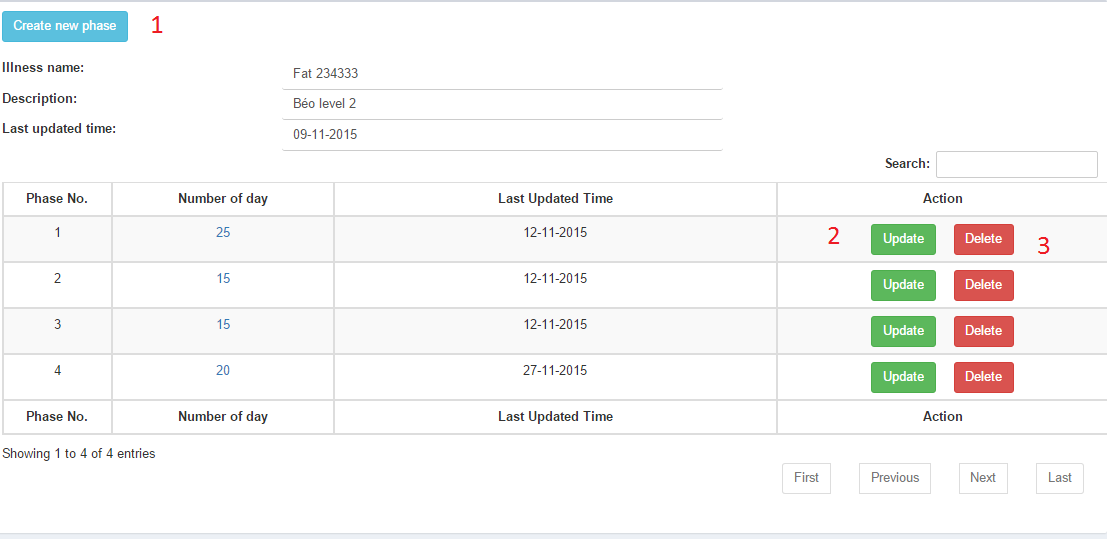 Create new phase 1
Illness name: Fat 234333
Description: Béo level 2
Last updated time: 09-11-2015
Search:
Phase No. Number of day Last Updated Time Action
1 25 12-11-2015 2 Update Delete 3
2 15 12-11-2015 Update Delete
3 15 12-11-2015 Update Delete
4 20 27-11-2015 Update Delete
Phase No. Number of day Last Updated Time Action
Showing 1 to 4 of 4 entries
First Previous Next Last